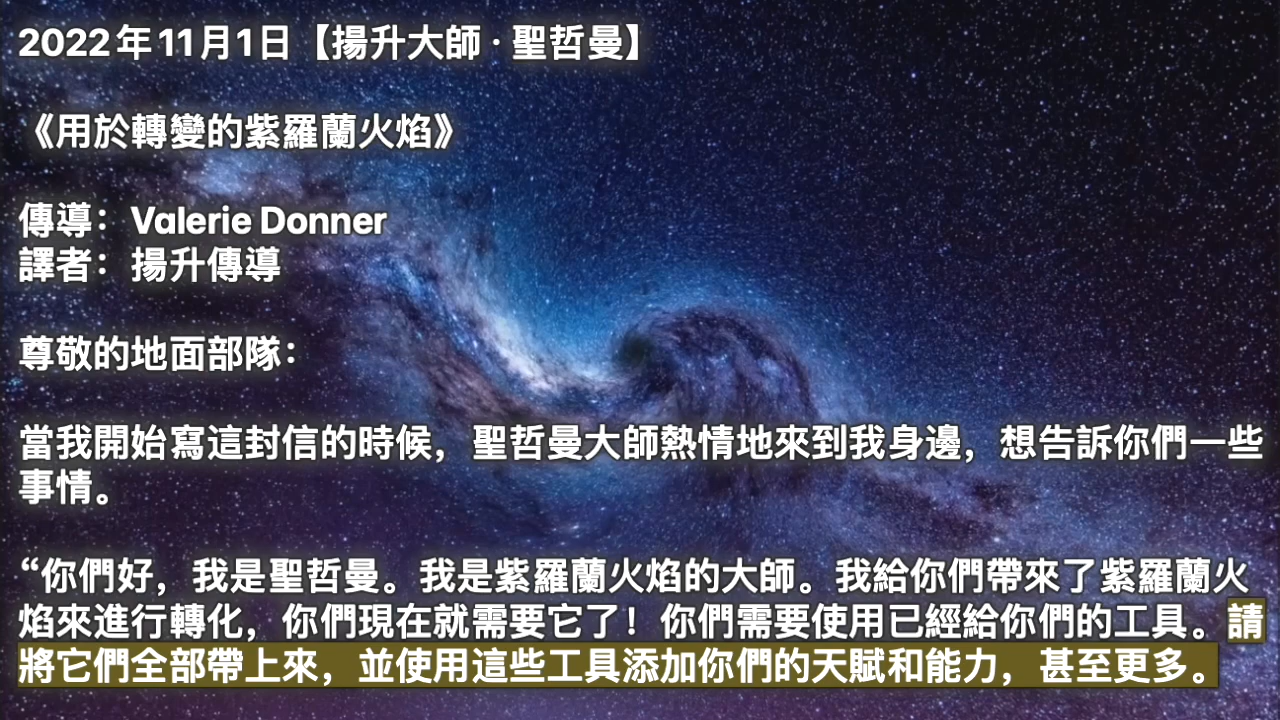 2022年11月1日【揚升大師·聖哲曼】
《用於轉變的紫羅蘭火焰》
傳導：Valerie Donner
譯者：揚升傳導
尊敬的地面部隊：
當我開始寫這封信的時候，聖哲曼大師熱情地來到我身邊，想告訴你們一些
事情。
“你們好，我是聖哲曼。我是紫羅蘭火焰的大師。我給你們帶來了紫羅蘭火
焰來進行轉化，你們現在就需要它了！你們需要使用已經給你們的工具。請
將它們全部帶上來，並使用這些工具添加你們的天賦和能力，甚至更多。